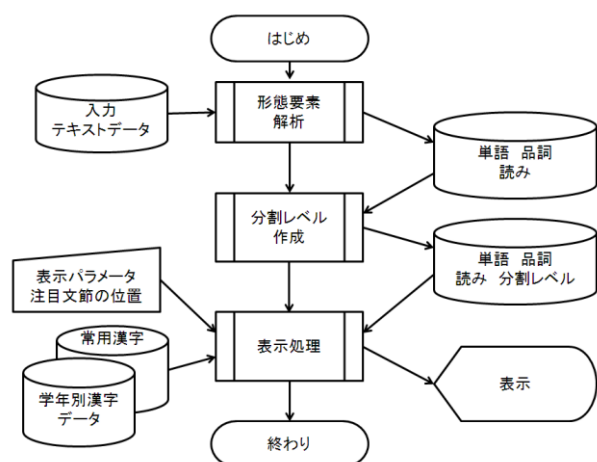 はじめ
入力
テキストデータ
形態要素
解析
単語 品詞
読み
分割レベル
作成
単語 品詞
読み 分割レベル
表示パラメータ
注目文節の位置
常用漢字
学年別漢字
データ
表示処理
表示
終わり